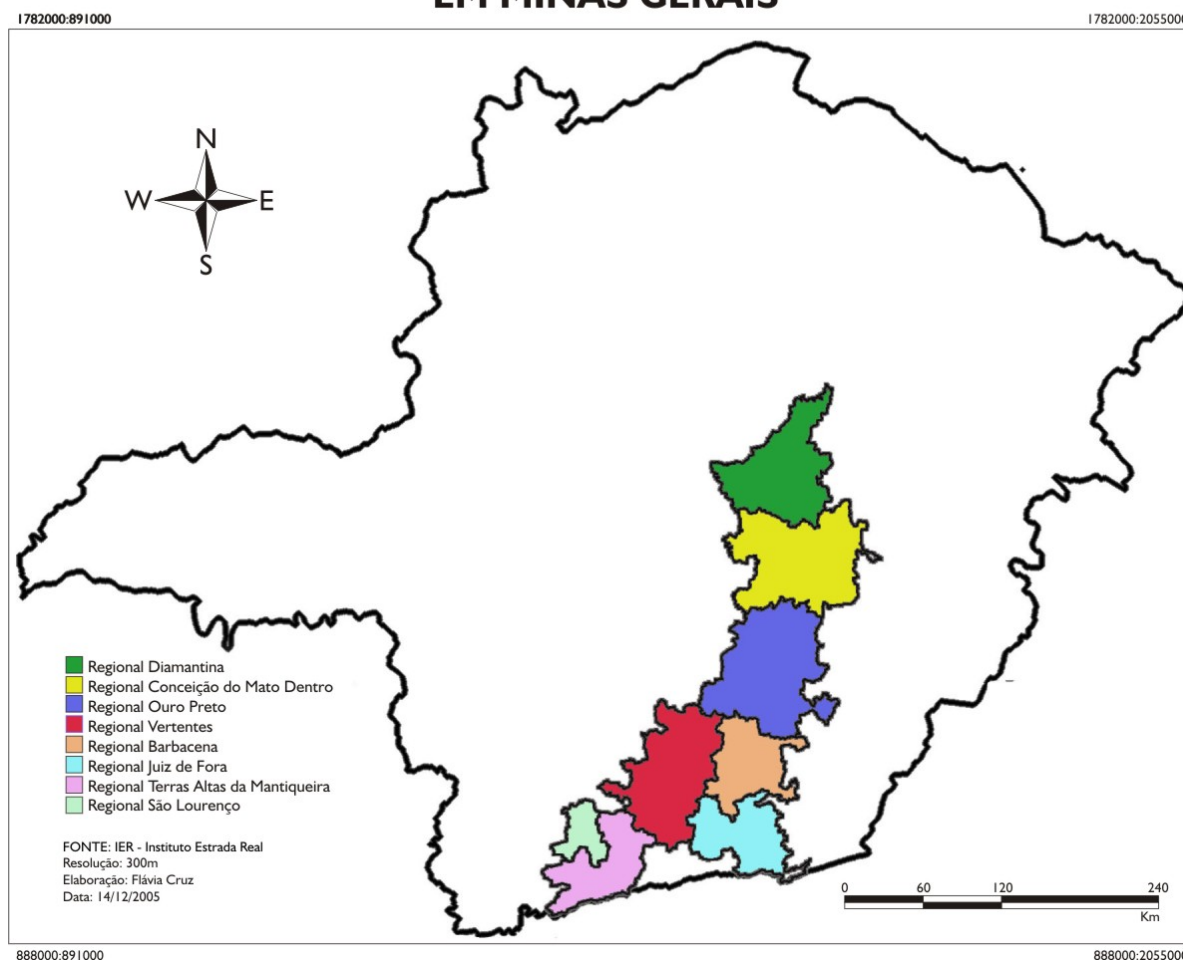 EM MINAS GERAIS
1782000:891000
1782000:2055000
N
W
E
S
Regional Diamantina
Regional Conceição do Mato Dentro
Regional Ouro Preto
Regional Vertentes
Regional Barbacena
Regional Juiz de Fora
Regional Terras Altas da Mantiqueira
Regional São Lourenço
FONTE: IER - Instituto Estrada Real
Resolução: 300m
Elaboração: Flávia Cruz
Data: 14/12/2005
0 60 120 240
Km
888000:891000
888000:2055000